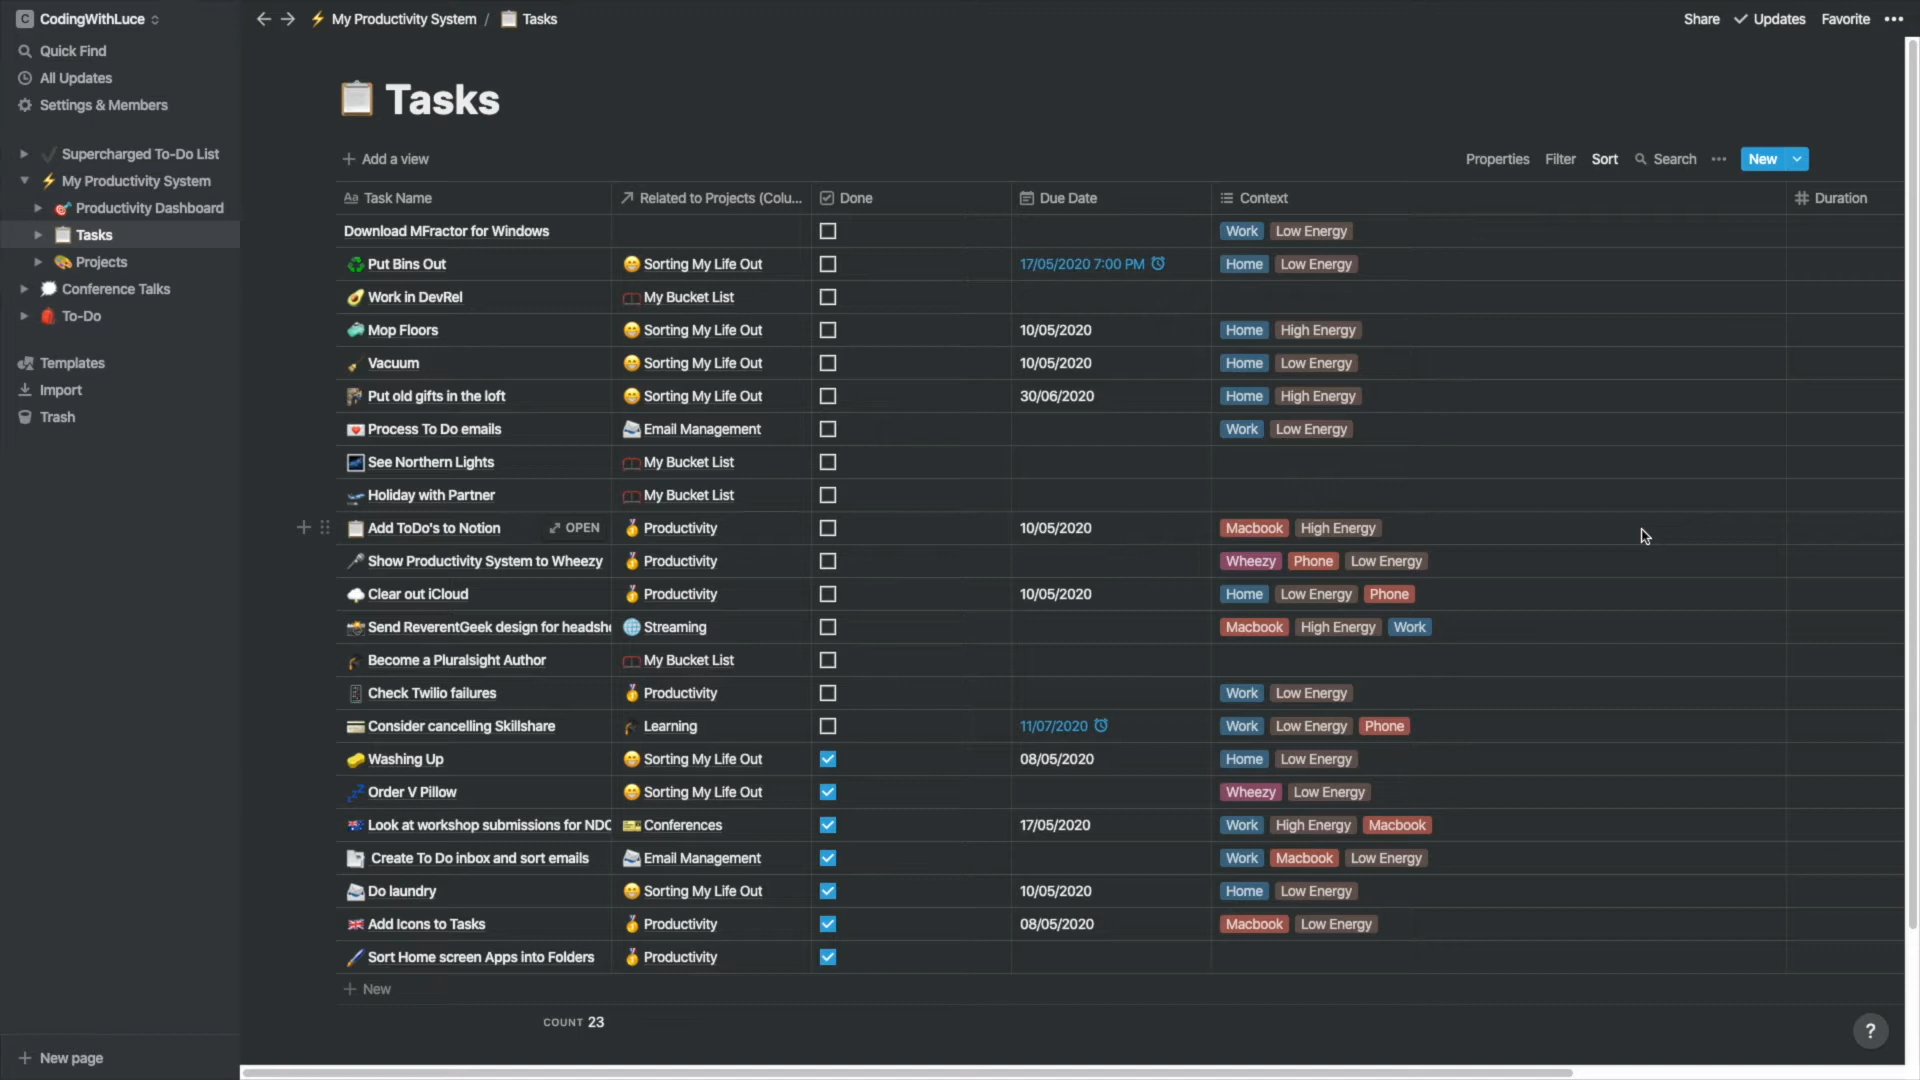 C CodingWithLuce
My Productivity System / Tasks
Share Updates Favorite
Quick Find
All Updates
Settings & Members
Supercharged To-Do List
My Productivity System
Productivity Dashboard
Tasks
Projects
Conference Talks
To-Do
Templates
Import
Trash
New page
Tasks
Add a view
Properties Filter Sort Search New
Aa Task Name Related to Projects (Colu... Done Due Date Context # Duration
Download MFractor for Windows Work Low Energy
Put Bins Out Sorting My Life Out 17/05/2020 7:00 PM Home Low Energy
Work in DevRel My Bucket List
Mop Floors Sorting My Life Out 10/05/2020 Home High Energy
Vacuum Sorting My Life Out 10/05/2020 Home Low Energy
Put old gifts in the loft Sorting My Life Out 30/06/2020 Home High Energy
Process To Do emails Email Management Work Low Energy
See Northern Lights My Bucket List
Holiday with Partner My Bucket List
Add ToDo's to Notion OPEN Productivity 10/05/2020 Macbook High Energy
Show Productivity System to Wheezy Productivity Wheezy Phone Low Energy
Clear out iCloud Productivity 10/05/2020 Home Low Energy Phone
Send ReverentGeek design for headsh Streaming Macbook High Energy Work
Become a Pluralsight Author My Bucket List
Check Twilio failures Productivity Work Low Energy
Consider cancelling Skillshare Learning 11/07/2020 Work Low Energy Phone
Washing Up Sorting My Life Out 08/05/2020 Home Low Energy
Order V Pillow Sorting My Life Out Wheezy Low Energy
Look at workshop submissions for NDC Conferences 17/05/2020 Work High Energy Macbook
Create To Do inbox and sort emails Email Management Work Macbook Low Energy
Do laundry Sorting My Life Out 10/05/2020 Home Low Energy
Add Icons to Tasks Productivity 08/05/2020 Macbook Low Energy
Sort Home screen Apps into Folders Productivity
New
COUNT 23
?